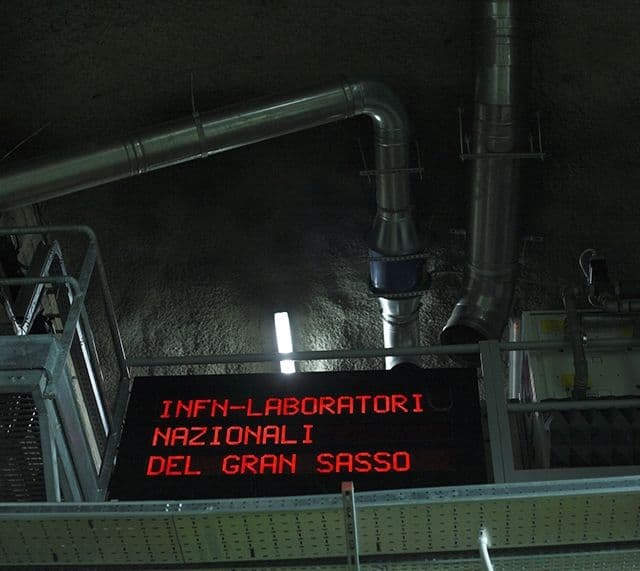 INFN-LABORATORI
NAZIONALI
DEL GRAN SASSO